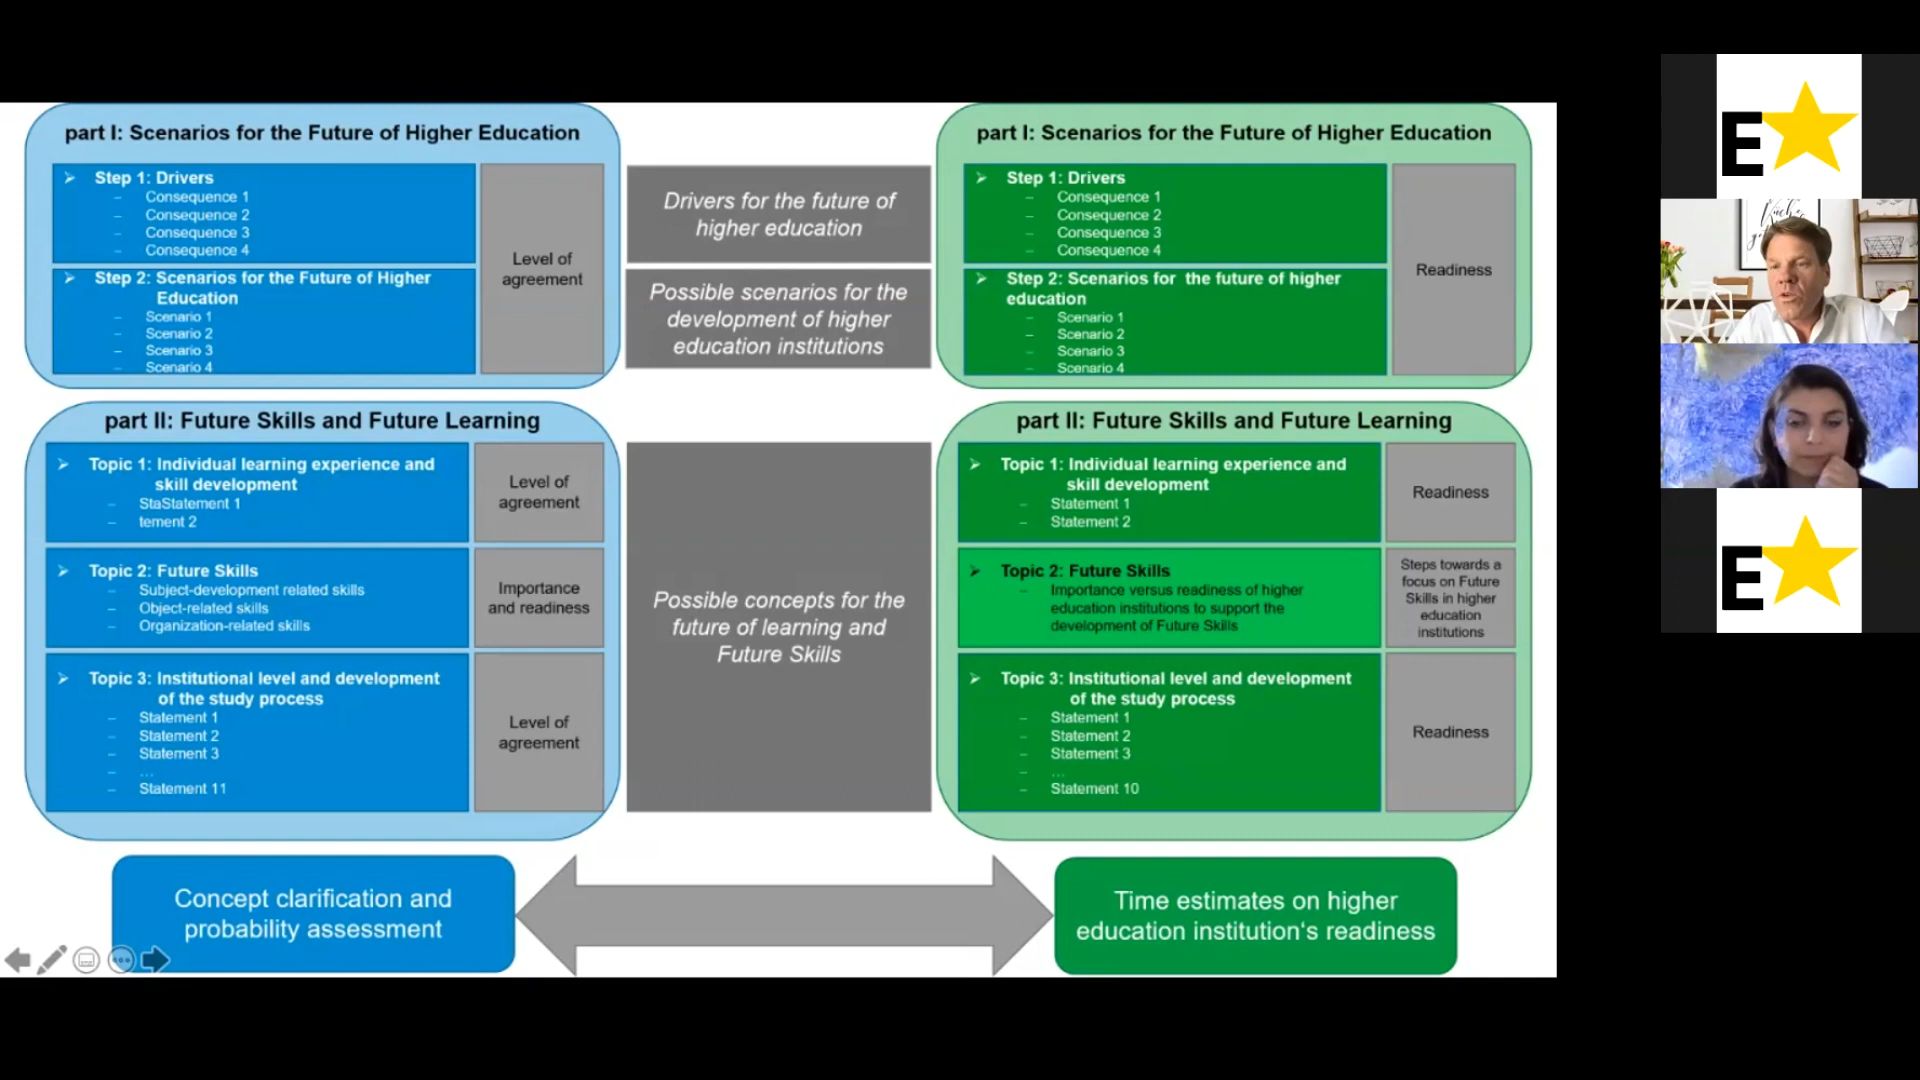 part I: Scenarios for the Future of Higher Education
Step 1: Drivers
Consequence 1
Consequence 2
Consequence 3
Consequence 4
Step 2: Scenarios for the Future of Higher
Education
Scenario 1
Scenario 2
Scenario 3
Scenario 4
Level of
agreement
Drivers for the future of
higher education
Possible scenarios for the
development of higher
education institutions
part I: Scenarios for the Future of Higher Education
Step 1: Drivers
Consequence 1
Consequence 2
Consequence 3
Consequence 4
Step 2: Scenarios for the future of higher
education
Scenario 1
Scenario 2
Scenario 3
Scenario 4
Readiness
part II: Future Skills and Future Learning
Topic 1: Individual learning experience and
skill development
StaStatement 1
tement 2
Level of
agreement
Topic 2: Future Skills
Subject-development related skills
Object-related skills
Organization-related skills
Importance
and readiness
Topic 3: Institutional level and development
of the study process
Statement 1
Statement 2
Statement 3
...
Statement 11
Level of
agreement
Possible concepts for the
future of learning and
Future Skills
part II: Future Skills and Future Learning
Topic 1: Individual learning experience and
skill development
Statement 1
Statement 2
Readiness
Topic 2: Future Skills
Importance versus readiness of higher
education institutions to support the
development of Future Skills
Steps towards a
focus on Future
Skills in higher
education
institutions
Topic 3: Institutional level and development
of the study process
Statement 1
Statement 2
Statement 3
...
Statement 10
Readiness
Concept clarification and
probability assessment
Time estimates on higher
education institution's readiness
E
E